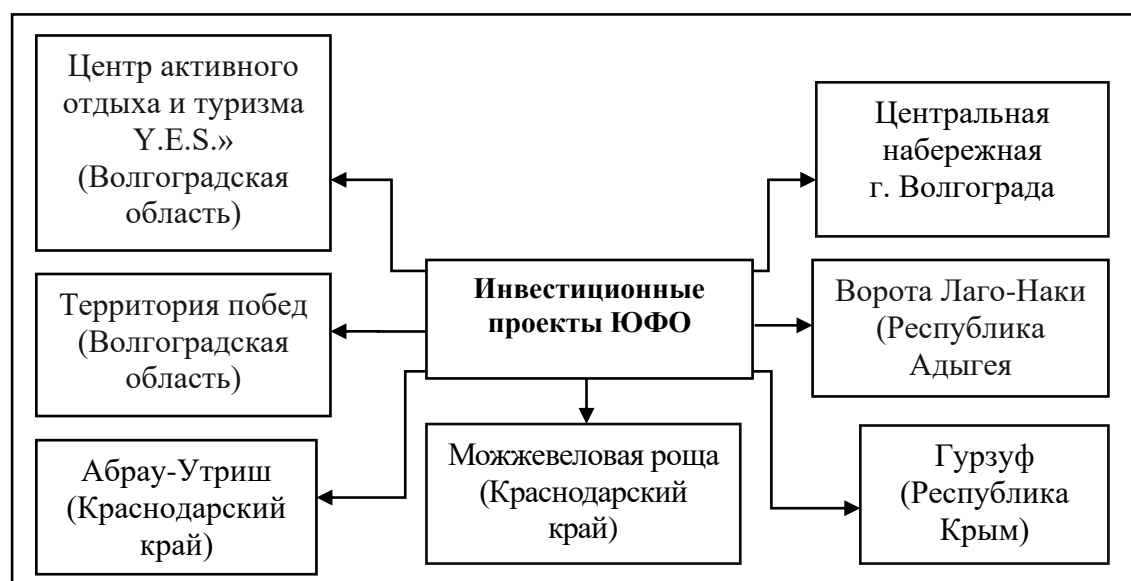 Центр активного
отдыха и туризма
Y.E.S.»
(Волгоградская
область)
Центральная
набережная
г. Волгограда
Инвестиционные
проекты ЮФО
Территория побед
(Волгоградская
область)
Ворота Лаго-Наки
(Республика
Адыгея
Абрау-Утриш
(Краснодарский
край)
Можжевеловая роща
(Краснодарский
край)
Гурзуф
(Республика
Крым)